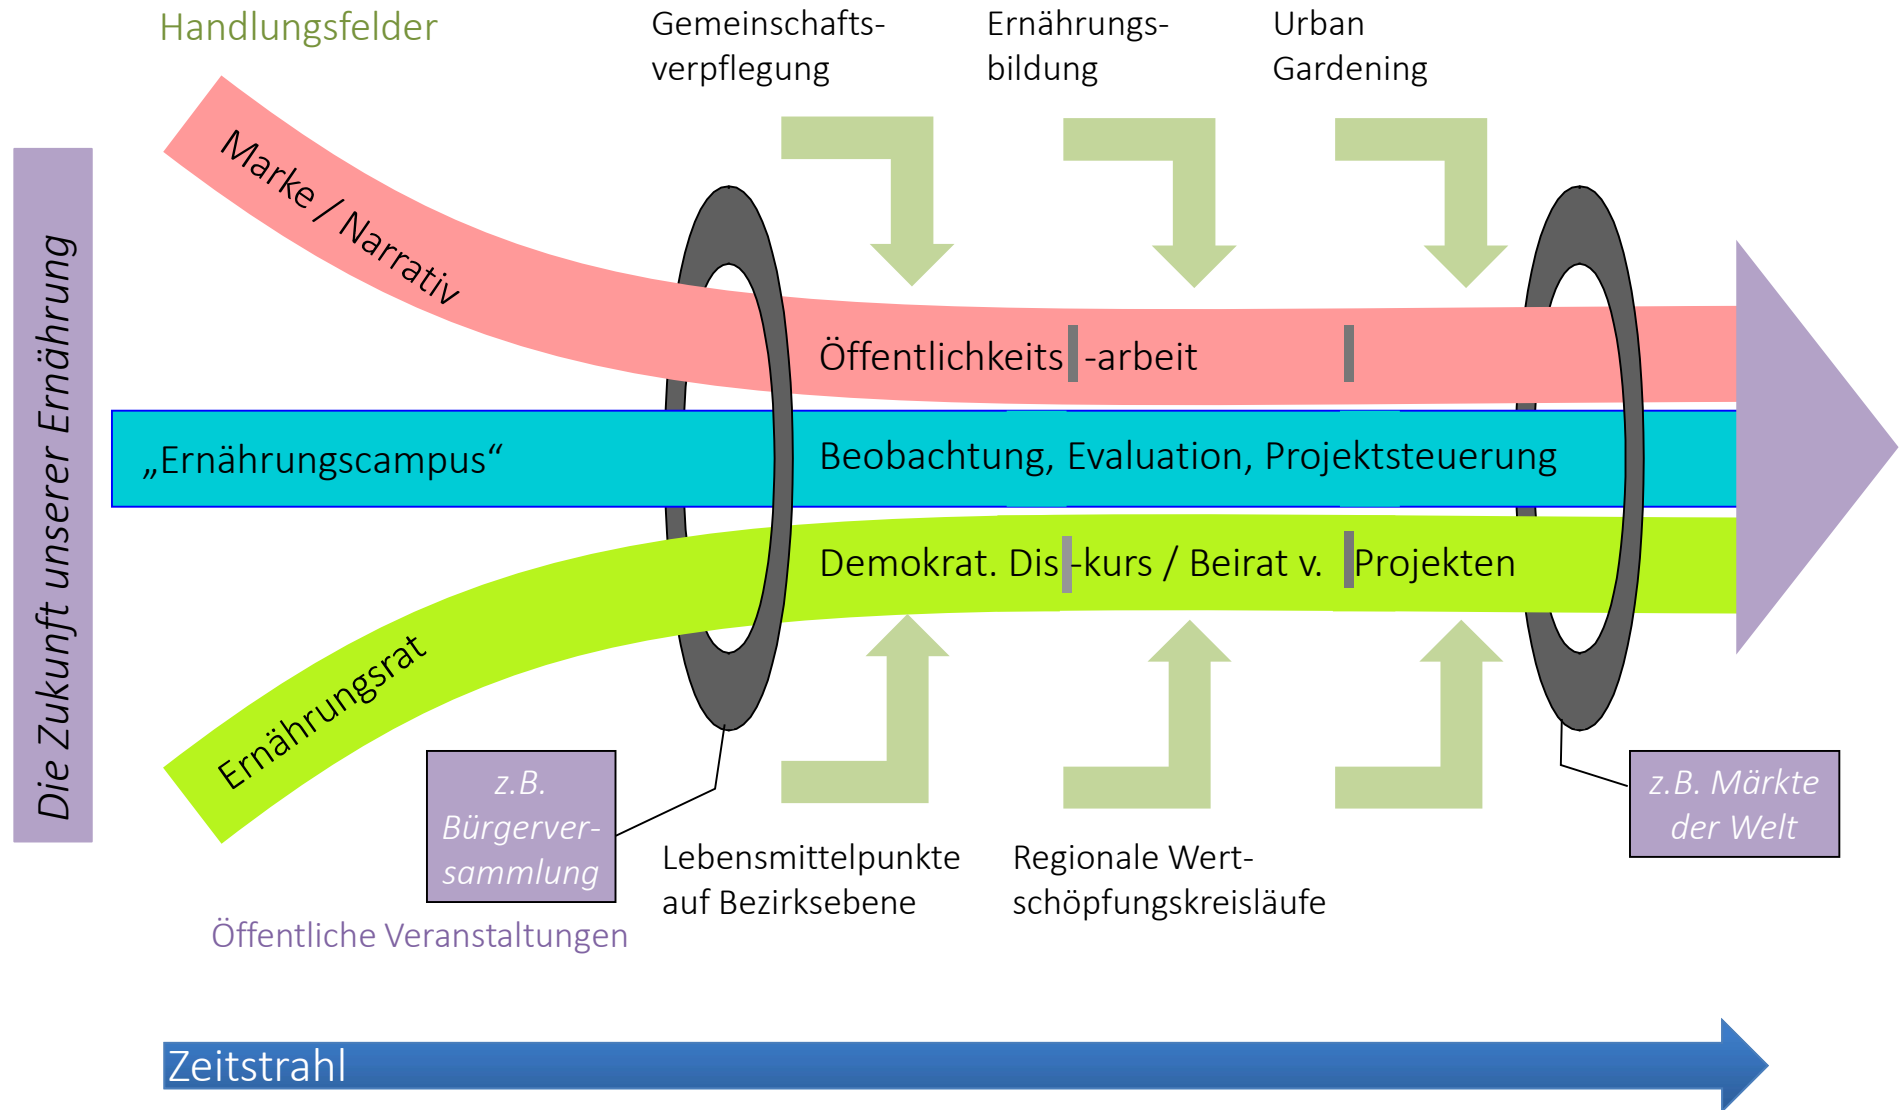 Handlungsfelder
Gemeinschafts-
verpflegung
Ernährungs-
bildung
Urban
Gardening
Die Zukunft unserer Ernährung
Marke / Narrativ
Öffentlichkeits -arbeit
„Ernährungscampus“
Beobachtung, Evaluation, Projektsteuerung
Demokrat. Dis -kurs / Beirat v. Projekten
Ernährungsrat
z.B.
Bürgerver-
sammlung
z.B. Märkte
der Welt
Lebensmittelpunkte
auf Bezirksebene
Regionale Wert-
schöpfungskreisläufe
Öffentliche Veranstaltungen
Zeitstrahl